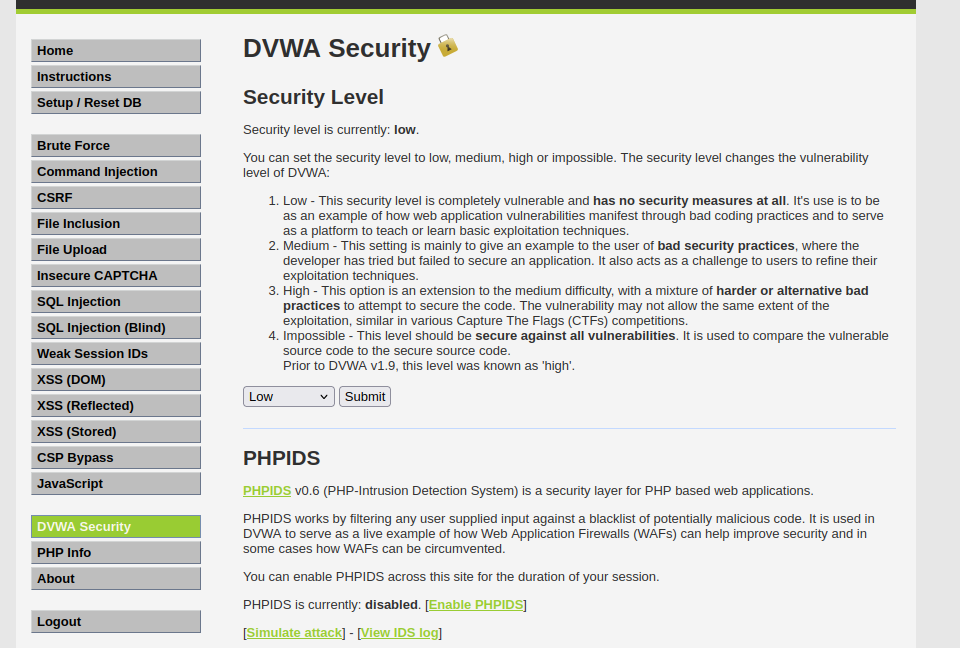 Home
Instructions
Setup / Reset DB
Brute Force
Command Injection
CSRF
File Inclusion
File Upload
Insecure CAPTCHA
SQL Injection
SQL Injection (Blind)
Weak Session IDs
XSS (DOM)
XSS (Reflected)
XSS (Stored)
CSP Bypass
JavaScript
DVWA Security
PHP Info
About
Logout
DVWA Security
Security Level
Security level is currently: low.
You can set the security level to low, medium, high or impossible. The security level changes the vulnerability
level of DVWA:
1. Low - This security level is completely vulnerable and has no security measures at all. It's use is to be
as an example of how web application vulnerabilities manifest through bad coding practices and to serve
as a platform to teach or learn basic exploitation techniques.
2. Medium - This setting is mainly to give an example to the user of bad security practices, where the
developer has tried but failed to secure an application. It also acts as a challenge to users to refine their
exploitation techniques.
3. High - This option is an extension to the medium difficulty, with a mixture of harder or alternative bad
practices to attempt to secure the code. The vulnerability may not allow the same extent of the
exploitation, similar in various Capture The Flags (CTFs) competitions.
4. Impossible - This level should be secure against all vulnerabilities. It is used to compare the vulnerable
source code to the secure source code.
Prior to DVWA v1.9, this level was known as 'high'.
Low Submit
PHPIDS
PHPIDS v0.6 (PHP-Intrusion Detection System) is a security layer for PHP based web applications.
PHPIDS works by filtering any user supplied input against a blacklist of potentially malicious code. It is used in
DVWA to serve as a live example of how Web Application Firewalls (WAFs) can help improve security and in
some cases how WAFs can be circumvented.
You can enable PHPIDS across this site for the duration of your session.
PHPIDS is currently: disabled. [Enable PHPIDS]
[Simulate attack] - [View IDS log]